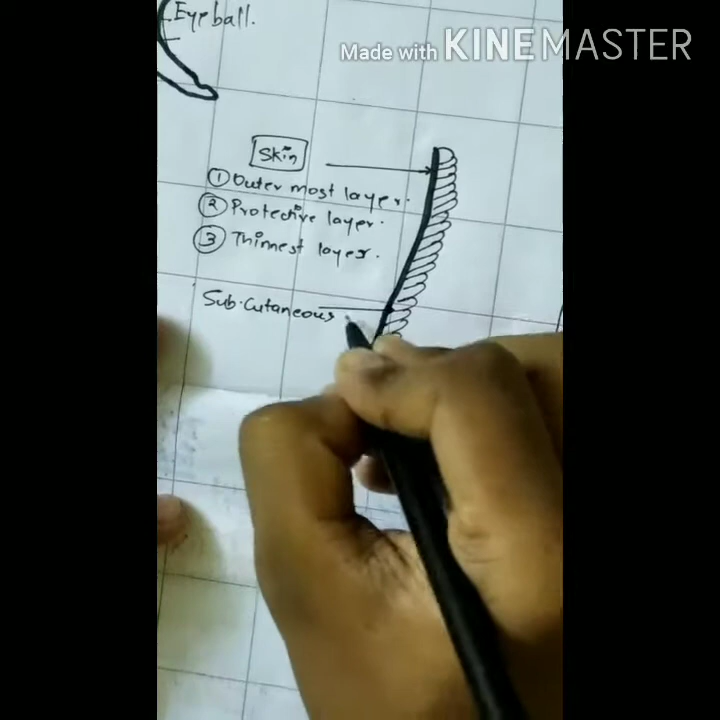 Eyeball.
Made with KINEMASTER
Skin
① Outer most layer.
② Protective layer.
③ Thinnest layer.
Sub-Cutaneous